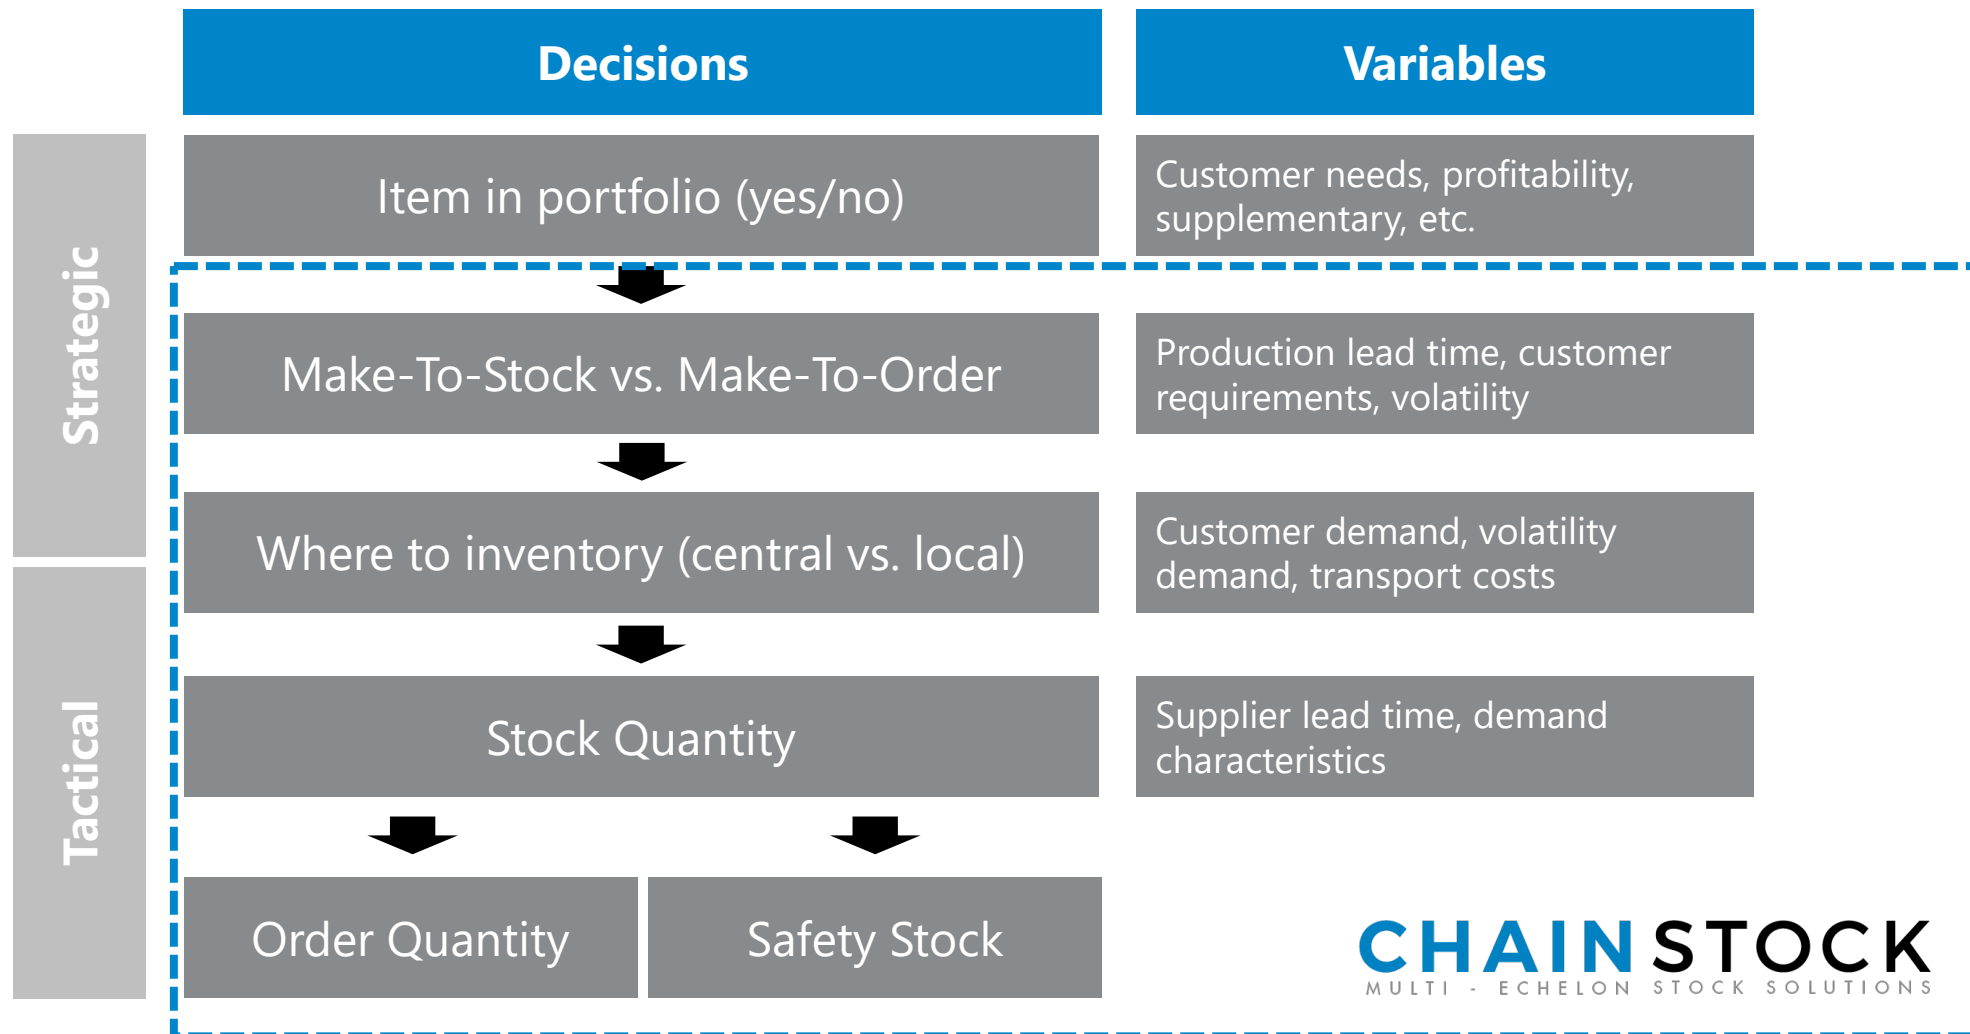 Decisions
Variables
Strategic
Item in portfolio (yes/no)
Customer needs, profitability,
supplementary, etc.
Make-To-Stock vs. Make-To-Order
Production lead time, customer
requirements, volatility
Where to inventory (central vs. local)
Customer demand, volatility
demand, transport costs
Tactical
Stock Quantity
Supplier lead time, demand
characteristics
Order Quantity
Safety Stock
CHAINSTOCK
MULTI - ECHELON STOCK SOLUTIONS